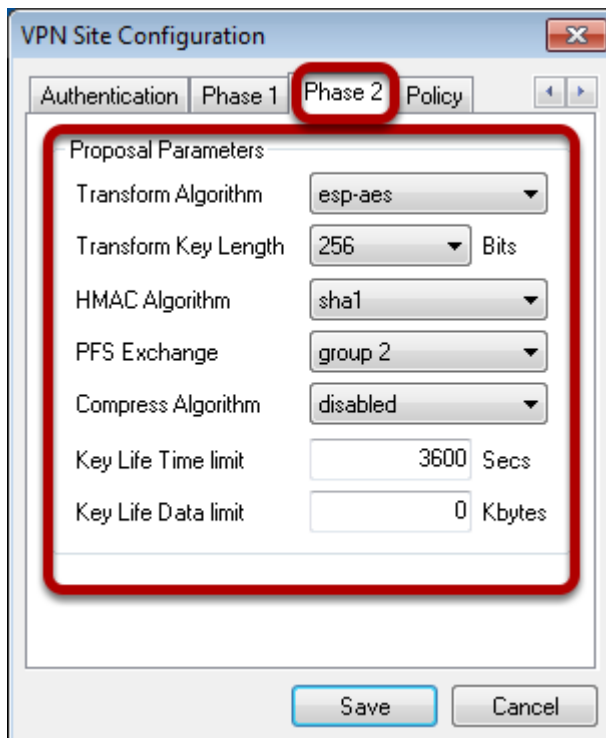 VPN Site Configuration
Authentication Phase 1 Phase 2 Policy
Proposal Parameters
Transform Algorithm esp-aes
Transform Key Length 256 Bits
HMAC Algorithm sha1
PFS Exchange group 2
Compress Algorithm disabled
Key Life Time limit 3600 Secs
Key Life Data limit 0 Kbytes
Save Cancel